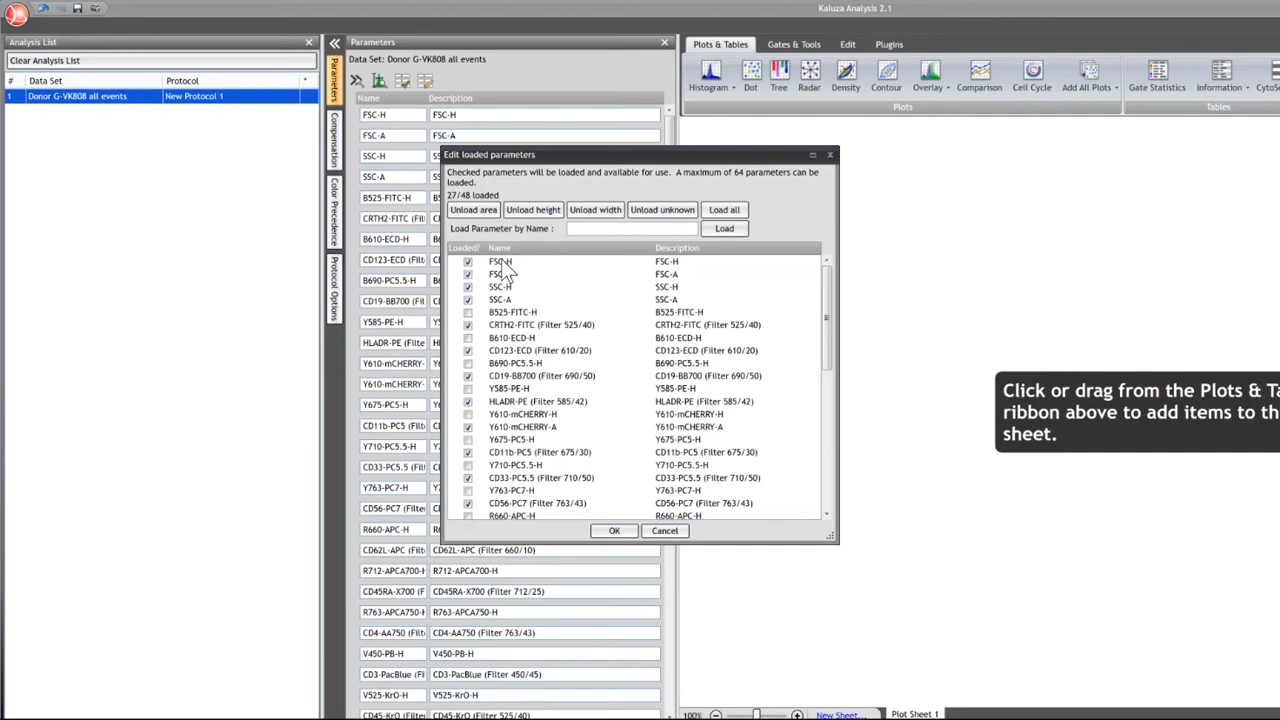 Kaluza Analysis 2.1
Analysis List
Clear Analysis List
# Data Set Protocol
1 Donor G-VK808 all events New Protocol 1
Parameters
Compensation
Color Precedence
Protocol Options
Parameters
Data Set: Donor G-VK808 all events
Name Description
FSC-H FSC-H
FSC-A FSC-A
SSC-H
SSC-A
B525-FITC-H
CRTH2-FITC (
B610-ECD-H
CD123-ECD (Fil
B690-PC5.5-H
CD19-BB700 (Fi
Y585-PE-H
HLADR-PE (Filte
Y610-mCHERRY-
Y610-mCHERRY-
Y675-PC5-H
CD11b-PC5 (Filt
Y710-PC5.5-H
CD33-PC5.5 (Fil
Y763-PC7-H
CD56-PC7 (Filte
R660-APC-H
CD62L-APC (Filt CD62L-APC (Filter 660/10)
R712-APCA700-H R712-APCA700-H
CD45RA-X700 (F CD45RA-X700 (Filter 712/25)
R763-APCA750-H R763-APCA750-H
CD4-AA750 (Filt CD4-AA750 (Filter 763/43)
V450-PB-H V450-PB-H
CD3-PacBlue (F CD3-PacBlue (Filter 450/45)
V525-KrO-H V525-KrO-H
CD45-KrO (Filte CD45-KrO (Filter 525/40)
Plots & Tables Gates & Tools Edit Plugins
Histogram Dot Tree Radar Density Contour Overlay Comparison Cell Cycle Add All Plots Gate Statistics Information CytoS
Plots Tables
Edit loaded parameters
Checked parameters will be loaded and available for use. A maximum of 64 parameters can be
loaded.
27/48 loaded
Unload area Unload height Unload width Unload unknown Load all
Load Parameter by Name : Load
Loaded? Name Description
FSC-H FSC-H
FSC- FSC-A
SSC-H SSC-H
SSC-A SSC-A
B525-FITC-H B525-FITC-H
CRTH2-FITC (Filter 525/40) CRTH2-FITC (Filter 525/40)
B610-ECD-H B610-ECD-H
CD123-ECD (Filter 610/20) CD123-ECD (Filter 610/20)
B690-PC5.5-H B690-PC5.5-H
CD19-BB700 (Filter 690/50) CD19-BB700 (Filter 690/50)
Y585-PE-H Y585-PE-H
HLADR-PE (Filter 585/42) HLADR-PE (Filter 585/42)
Y610-mCHERRY-H Y610-mCHERRY-H
Y610-mCHERRY-A Y610-mCHERRY-A
Y675-PC5-H Y675-PC5-H
CD11b-PC5 (Filter 675/30) CD11b-PC5 (Filter 675/30)
Y710-PC5.5-H Y710-PC5.5-H
CD33-PC5.5 (Filter 710/50) CD33-PC5.5 (Filter 710/50)
Y763-PC7-H Y763-PC7-H
CD56-PC7 (Filter 763/43) CD56-PC7 (Filter 763/43)
R660-APC-H R660-APC-H
OK Cancel
Click or drag from the Plots & Ta
ribbon above to add items to th
sheet.
100% New Sheet... Plot Sheet 1